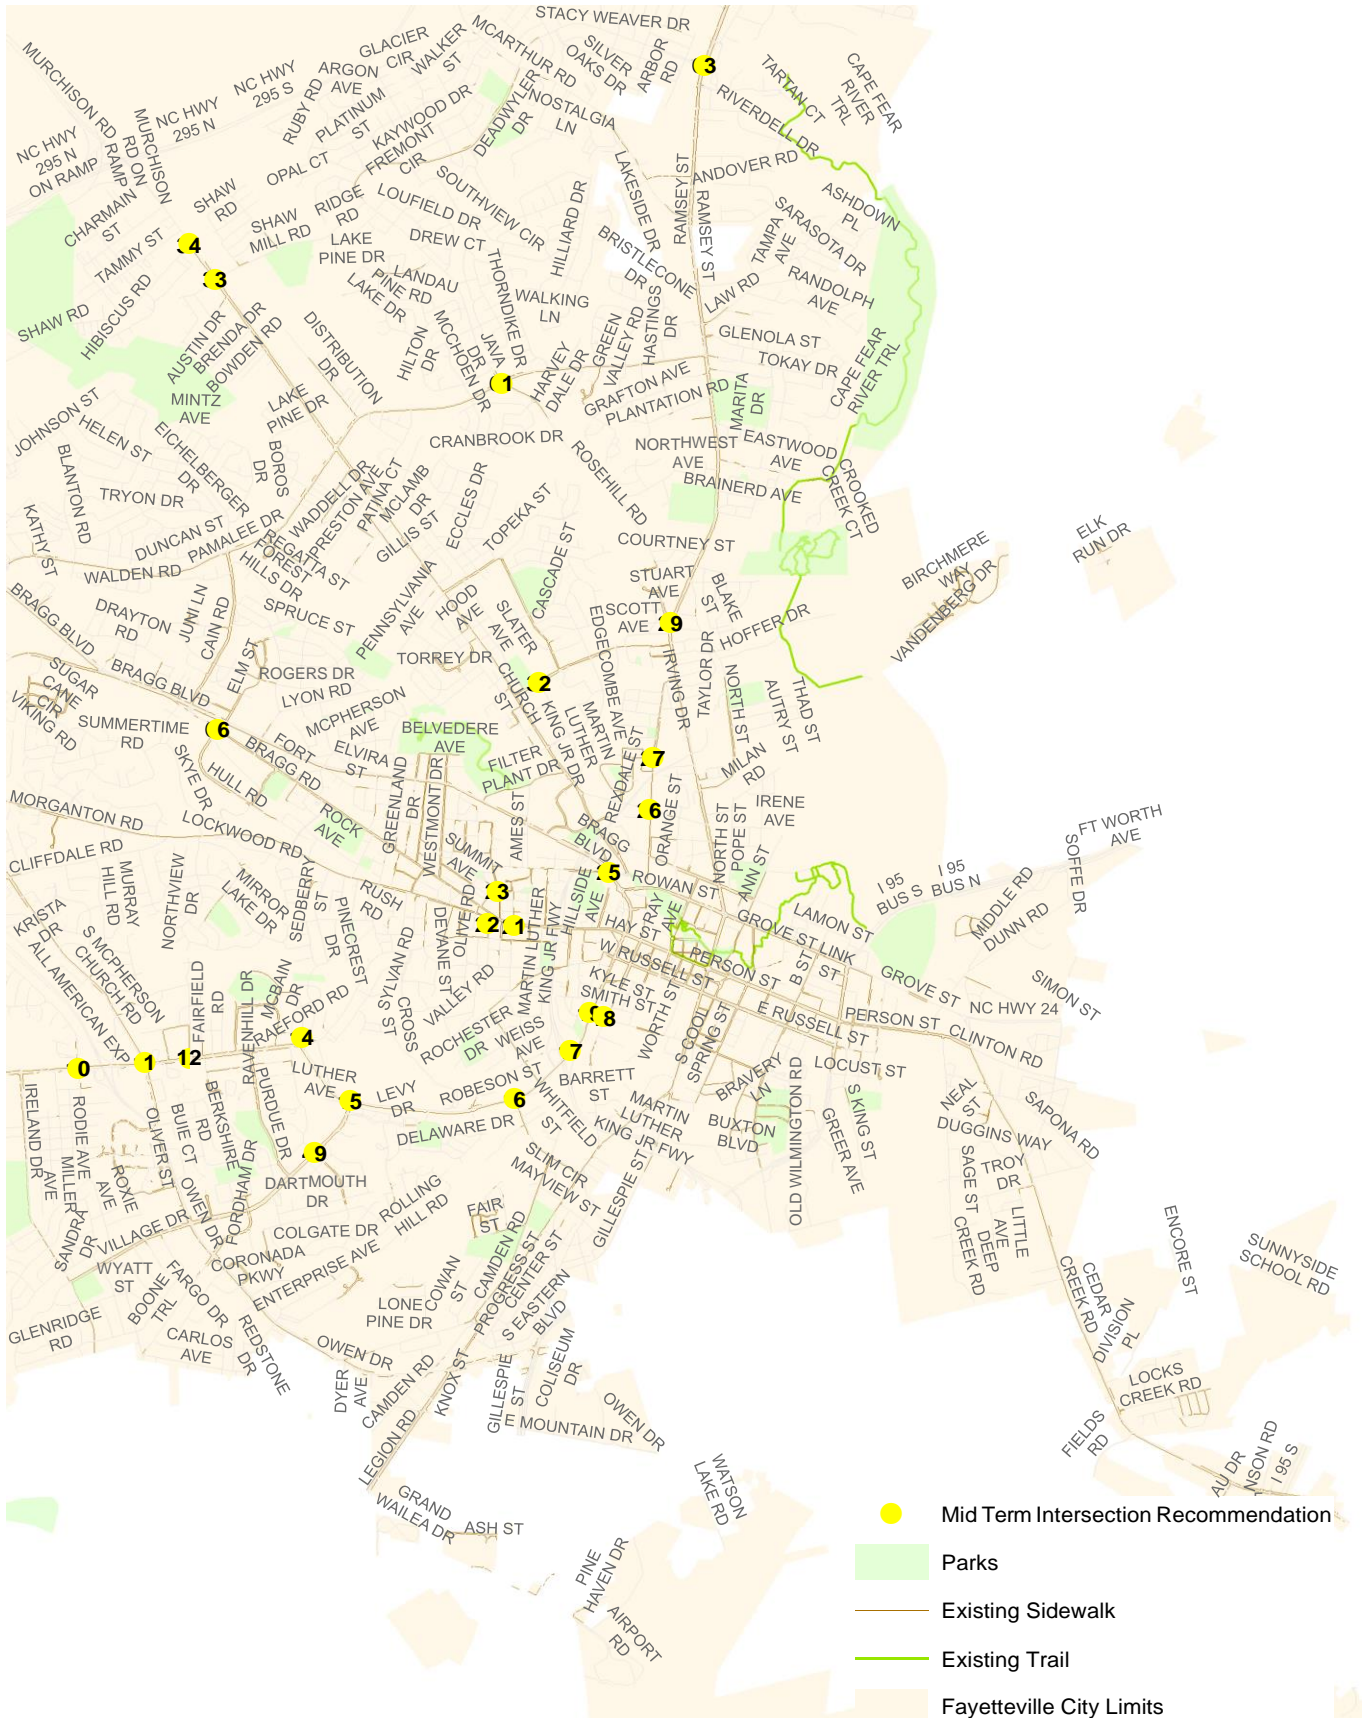 STACY WEAVER DR
GLACIER
CIR
WALKER
ST
MCARTHUR RD
SILVER
OAKS DR
ARBOR
RD
03
TARTAN CT
CAPE FEAR
RIVER
TRL
MURCHISON RD
NC HWY
295 N
ON RAMP
MURCHISON
RD ON
RAMP
NC HWY
295 N
NC HWY
295 S
ARGON
AVE
RUBY RD
PLATINUM
ST
KAYWOOD DR
FREMONT
CIR
DEADWYLER
DR
NOSTALGIA
LN
RIVERDELL DR
OPAL CT
LAKESIDE DR
RAMSEY ST
RAMSEY ST
ANDOVER RD
ASHDOWN
PL
CHARMAIN
ST
SHAW
RD
SHAW
MILL RD
RIDGE
RD
LOUFIELD DR
SOUTHVIEW CIR
HILLIARD DR
TAMPA
AVE
SARASOTA DR
TAMMY ST
34
LAKE
PINE DR
DREW CT
BRISTLECONE
DR
33
HIBISCUS RD
SHAW RD
LANDAU
PINE RD
LAKE DR
THORNDIKE DR
WALKING
LN
LAW RD
RANDOLPH
AVE
AUSTIN DR
BRENDA DR
BOWDEN RD
DISTRIBUTION
DR
HILTON
DR
MCCHOEN DR
JAVA
DR
HARVEY
DALE DR
GREEN
VALLEY RD
HASTINGS
DR
GLENOLA ST
TOKAY DR
CAPE FEAR
RIVER TRL
MINTZ
AVE
LAKE
PINE DR
GRAFTON AVE
PLANTATION RD
MARITA
DR
JOHNSON ST
HELEN ST
EICHELBERGER
DR
CRANBROOK DR
ROSEHILL RD
NORTHWEST
AVE
EASTWOOD
AVE
BLANTON RD
BOROS
DR
TRYON DR
WADDELL DR
PRESTON AVE
PATINA CT
MCLAMB
DR
GILLIS ST
ECCLES DR
TOPEKA ST
BRAINERD AVE
CROOKED
CREEK CT
KATHY ST
DUNCAN ST
PAMALEE DR
REGATTA ST
FOREST
HILLS DR
WALDEN RD
CASCADE ST
COURTNEY ST
STUART
AVE
BIRCHMERE
WAY
VANDENBERG DR
ELK
RUN DR
BRAGG BLVD
DRAYTON
RD
JUNI LN
CAIN RD
SPRUCE ST
PENNSYLVANIA
AVE
HOOD
AVE
SLATER
AVE
SCOTT
AVE
29
BLAKE
ST
HOFFER DR
EDGECOMBE AVE
BRAGG BLVD
ELM ST
ROGERS DR
LYON RD
TORREY DR
CHURCH
ST
32
IRVING DR
TAYLOR DR
NORTH ST
AUTRY ST
THAD ST
SUGAR
CANE
CIR
VIKING RD
SUMMERTIME
RD
MCPHERSON
AVE
BELVEDERE
AVE
MARTIN
LUTHER
KING JR DR
SKYE DR
HULL RD
BRAGG RD
FORT
ELVIRA
ST
FILTER
PLANT DR
REXDALE ST
27
MILAN
RD
MORGANTON RD
LOCKWOOD RD
ROCK
AVE
GREENLAND
DR
WESTMONT DR
SUMMIT
AVE
AMES ST
BRAGG
BLVD
26
ORANGE ST
NORTH ST
POPE ST
IRENE
AVE
FT WORTH
AVE
CLIFFDALE RD
MURRAY
HILL RD
NORTHVIEW
DR
MIRROR
LAKE DR
SEDBERRY
ST
RUSH
RD
23
25
HILLSIDE
AVE
RAY
AVE
ROWAN ST
ANN ST
I 95
BUS S
I 95
BUS N
S OFFE DR
KRISTA
DR
S MCPHERSON
CHURCH RD
PINECREST
DR
DEVANE ST
OLIVE RD
22
21
HAY ST
GROVE ST
LAMON ST
LINK
ST
MIDDLE RD
DUNN RD
ALL AMERICAN EXP
FAIRFIELD
RD
RAVENHILL DR
MCBAIN
DR
RAEFORD RD
SYLVAN RD
CROSS
ST
VALLEY RD
MARTIN LUTHER
KING JR FWY
W RUSSELL ST
PERSON ST
B ST
GROVE ST
NC HWY 24
SIMON ST
KYLE ST
SMITH ST
WORTH ST
S COOL
SPRING ST
E RUSSELL ST
PERSON ST
CLINTON RD
12
LUTHER
AVE
ROCHESTER
DR
WEISS
AVE
BARRETT
ST
LOCUST ST
IRELAND DR
RODIE AVE
OLIVER ST
BUIE CT
BERKSHIRE
RD
PURDUE DR
LEVY
DR
ROBESON ST
WHITFIELD
ST
BRAVERY
LN
OLD WILMINGTON RD
S KING ST
GREER AVE
NEAL
ST
DUGGINS WAY
SAPONA RD
DELAWARE DR
MARTIN
LUTHER
KING JR FWY
BUXTON
BLVD
MILLER
AVE
ROXIE
AVE
OWEN DR
FORDHAM DR
DARTMOUTH
DR
SLIM CIR
MAYVIEW ST
GILLESPIE ST
SAGE ST
TROY
DR
SANDRA
DR
VILLAGE DR
COLGATE DR
ROLLING
HILL RD
FAIR
ST
CAMDEN RD
DEEP
CREEK RD
LITTLE
AVE
ENCORE ST
SUNNYSIDE
SCHOOL RD
WYATT
ST
CORONADA
PKWY
ENTERPRISE AVE
COWAN
ST
PROGRESS ST
CENTER ST
S EASTERN
BLVD
CEDAR
CREEK RD
DIVISION
PL
GLENRIDGE
RD
BOONE
TRL
FARGO DR
CARLOS
AVE
REDSTONE
DR
LONE
PINE DR
OWEN DR
DYER
AVE
CAMDEN RD
KNOX ST
GILLESPIE
ST
COLISEUM
DR
E MOUNTAIN DR
OWEN DR
LOCKS
CREEK RD
FIELDS
RD
LEGION RD
AU DR
NSON RD
I 95 S
GRAND
WAILEA DR
ASH ST
WATSON
LAKE RD
PINE
HAVEN DR
AIRPORT
RD
Mid Term Intersection Recommendation
Parks
Existing Sidewalk
Existing Trail
Fayetteville City Limits